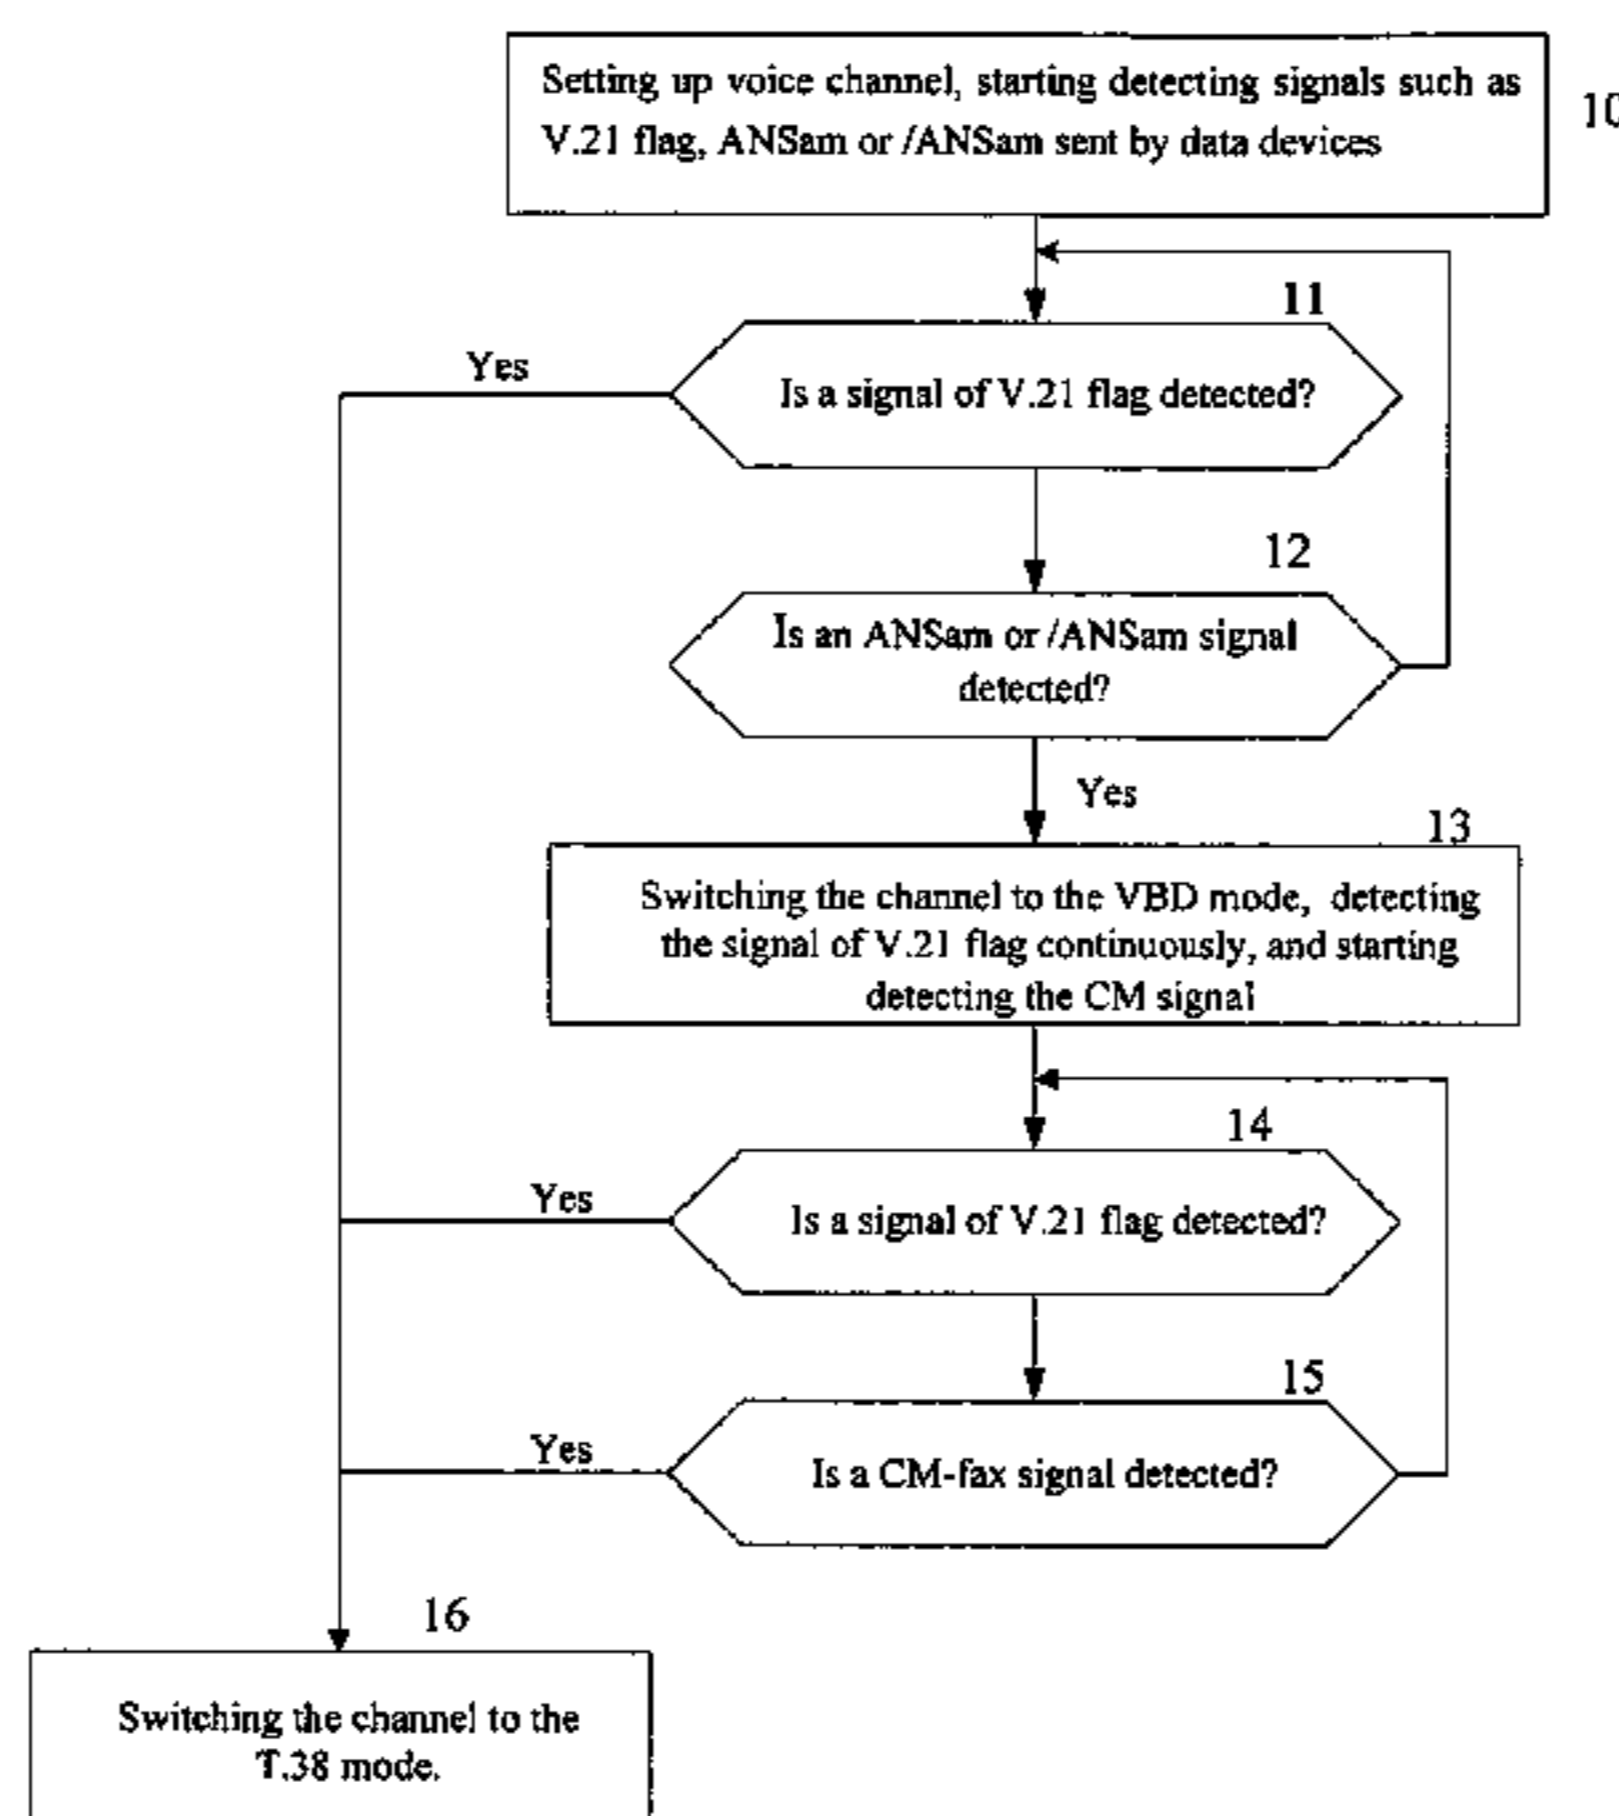 Setting up voice channel, starting detecting signals such as
V.21 flag, ANSam or /ANSam sent by data devices
10
11
Yes
Is a signal of V.21 flag detected?
12
Is an ANSam or /ANSam signal
detected?
Yes
13
Switching the channel to the VBD mode, detecting
the signal of V.21 flag continuously, and starting
detecting the CM signal
14
Yes
Is a signal of V.21 flag detected?
15
Yes
Is a CM-fax signal detected?
16
Switching the channel to the
T.38 mode.